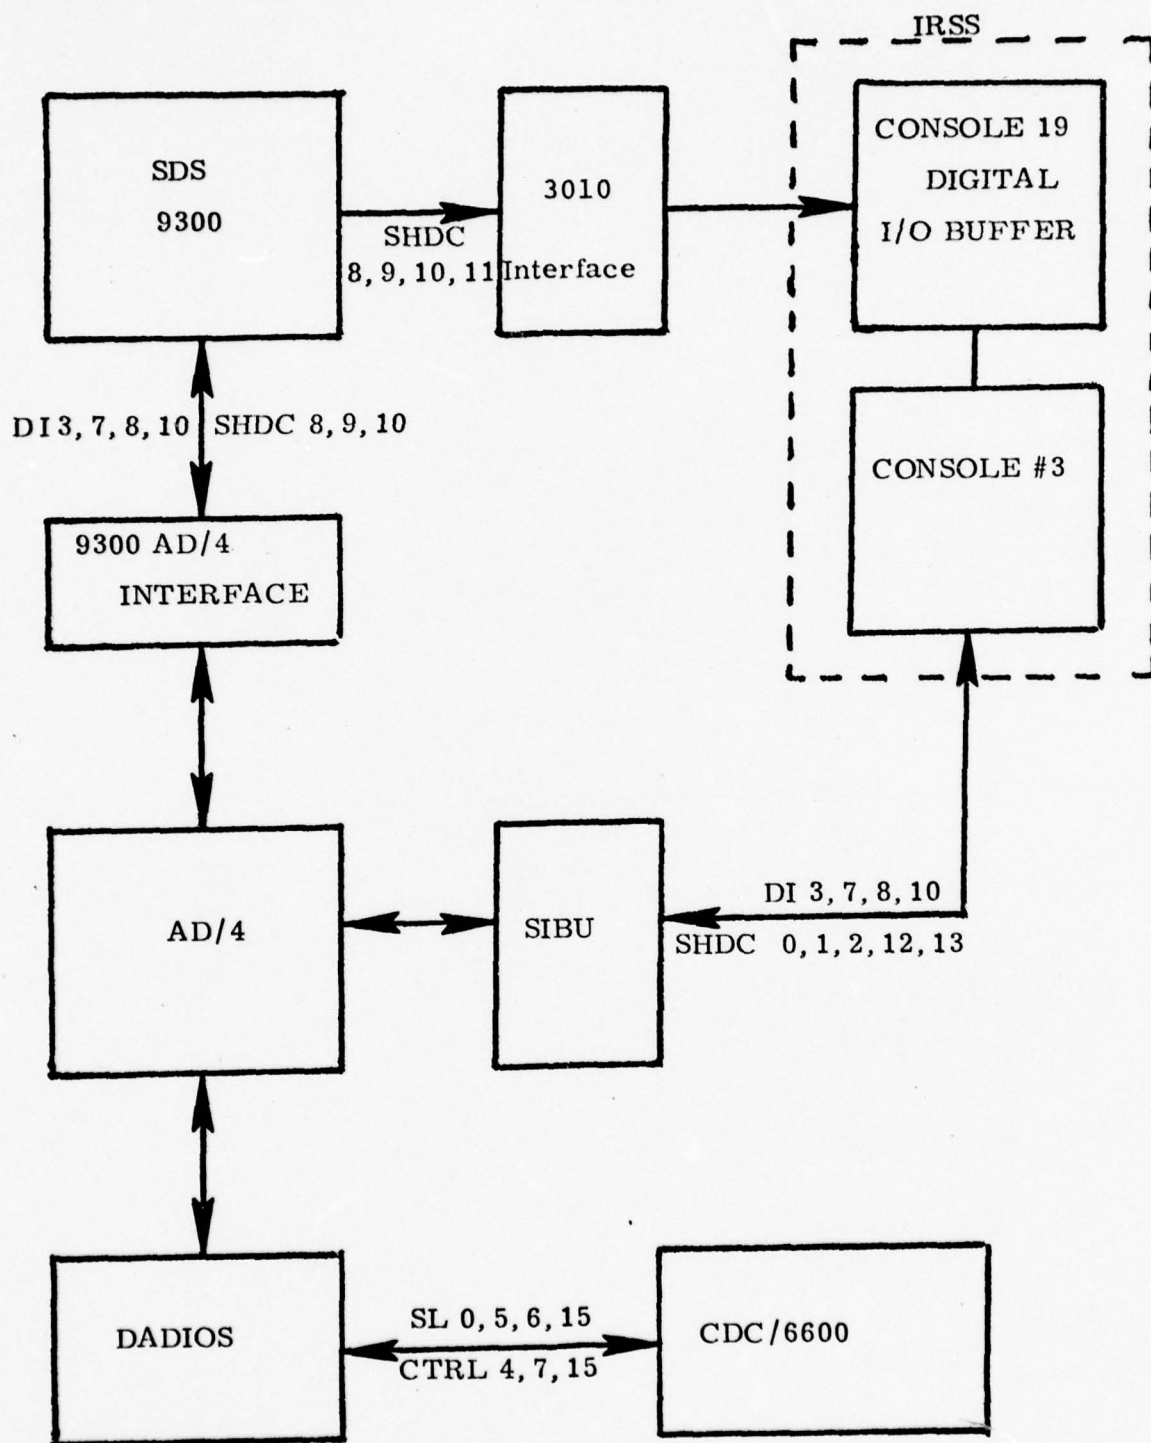 IRSS
SDS
9300
SHDC
8, 9, 10, 11
3010
Interface
CONSOLE 19
DIGITAL
I/O BUFFER
CONSOLE #3
DI 3, 7, 8, 10
SHDC 8, 9, 10
9300 AD/4
INTERFACE
AD/4
SIBU
DI 3, 7, 8, 10
SHDC 0, 1, 2, 12, 13
DADIOS
SL 0, 5, 6, 15
CTRL 4, 7, 15
CDC/6600